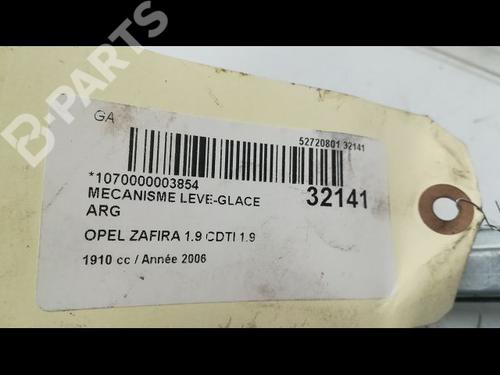 B-PARTS
GA
52720801 32141
*1070000003854
32141
MECANISME LEVE-GLACE
ARG
OPEL ZAFIRA 1.9 CDTI 1.9
1910 cc / Année 2006